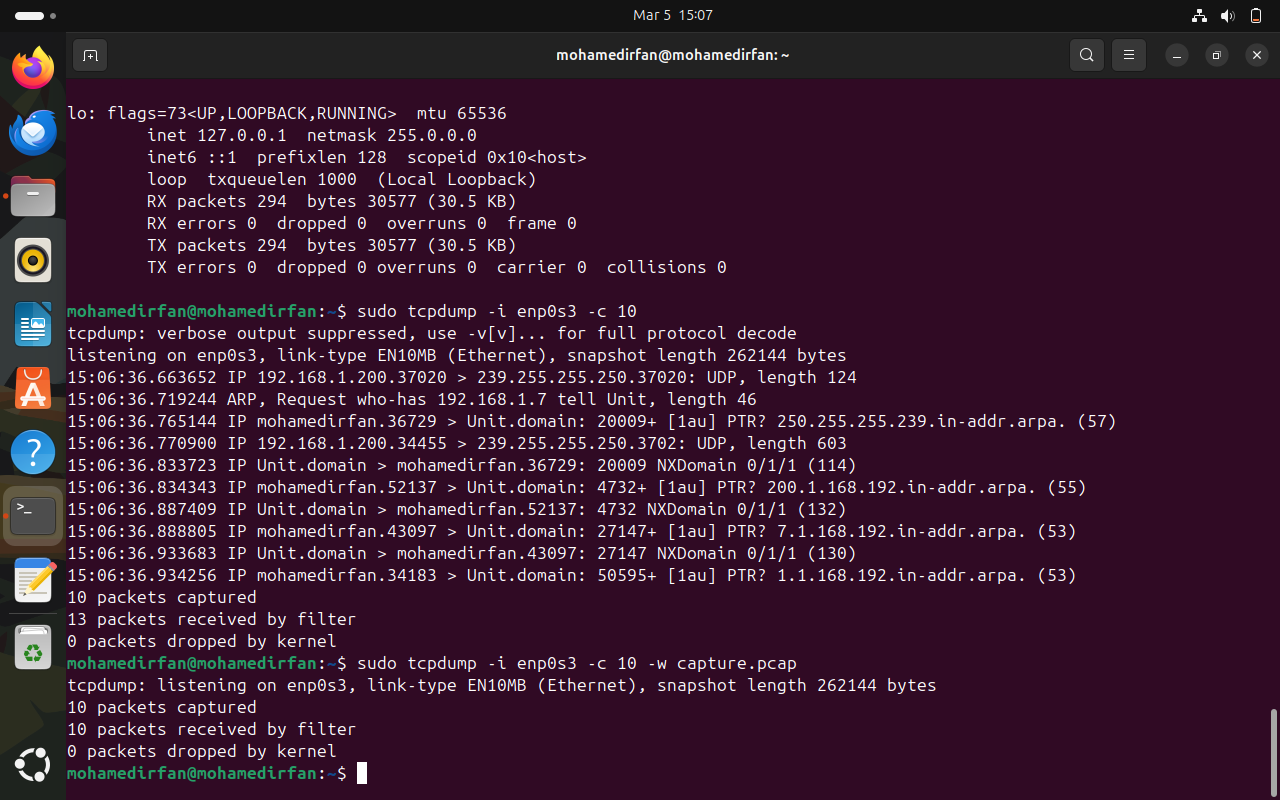 Mar 5 15:07
mohamedirfan@mohamedirfan: ~
lo: flags=73<UP,LOOPBACK,RUNNING>  mtu 65536
        inet 127.0.0.1  netmask 255.0.0.0
        inet6 ::1  prefixlen 128  scopeid 0x10<host>
        loop  txqueuelen 1000  (Local Loopback)
        RX packets 294  bytes 30577 (30.5 KB)
        RX errors 0  dropped 0  overruns 0  frame 0
        TX packets 294  bytes 30577 (30.5 KB)
        TX errors 0  dropped 0 overruns 0  carrier 0  collisions 0
mohamedirfan@mohamedirfan:~$ sudo tcpdump -i enp0s3 -c 10
tcpdump: verbose output suppressed, use -v[v]... for full protocol decode
listening on enp0s3, link-type EN10MB (Ethernet), snapshot length 262144 bytes
15:06:36.663652 IP 192.168.1.200.37020 > 239.255.255.250.37020: UDP, length 124
15:06:36.719244 ARP, Request who-has 192.168.1.7 tell Unit, length 46
15:06:36.765144 IP mohamedirfan.36729 > Unit.domain: 20009+ [1au] PTR? 250.255.255.239.in-addr.arpa. (57)
15:06:36.770900 IP 192.168.1.200.34455 > 239.255.255.250.3702: UDP, length 603
15:06:36.833723 IP Unit.domain > mohamedirfan.36729: 20009 NXDomain 0/1/1 (114)
15:06:36.834343 IP mohamedirfan.52137 > Unit.domain: 4732+ [1au] PTR? 200.1.168.192.in-addr.arpa. (55)
15:06:36.887409 IP Unit.domain > mohamedirfan.52137: 4732 NXDomain 0/1/1 (132)
15:06:36.888805 IP mohamedirfan.43097 > Unit.domain: 27147+ [1au] PTR? 7.1.168.192.in-addr.arpa. (53)
15:06:36.933683 IP Unit.domain > mohamedirfan.43097: 27147 NXDomain 0/1/1 (130)
15:06:36.934256 IP mohamedirfan.34183 > Unit.domain: 50595+ [1au] PTR? 1.1.168.192.in-addr.arpa. (53)
10 packets captured
13 packets received by filter
0 packets dropped by kernel
mohamedirfan@mohamedirfan:~$ sudo tcpdump -i enp0s3 -c 10 -w capture.pcap
tcpdump: listening on enp0s3, link-type EN10MB (Ethernet), snapshot length 262144 bytes
10 packets captured
10 packets received by filter
0 packets dropped by kernel
mohamedirfan@mohamedirfan:~$